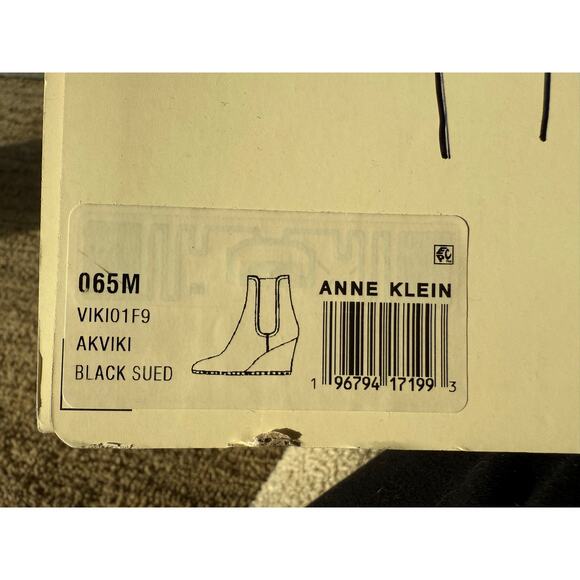 065M
VIKI01F9
AKVIKI
BLACK SUED
ANNE KLEIN
1 96794 17199 3